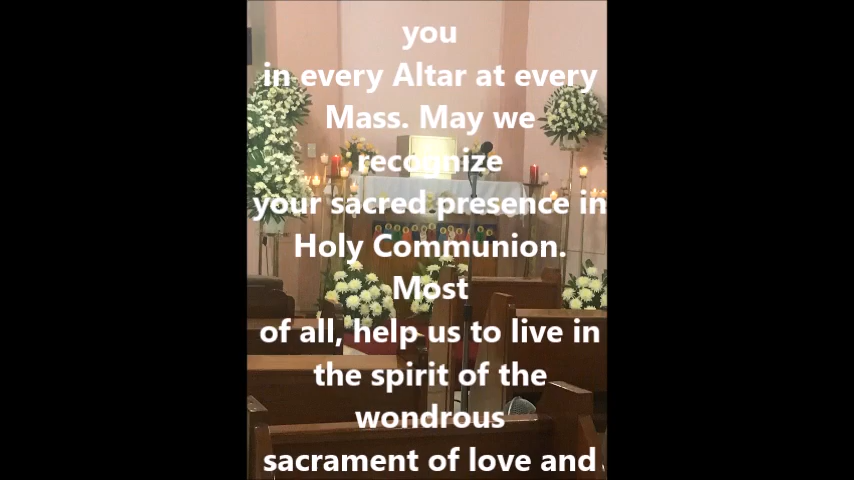 you
in every Altar at every
Mass. May we
recognize
your sacred presence in
Holy Communion.
Most
of all, help us to live in
the spirit of the
wondrous
sacrament of love and